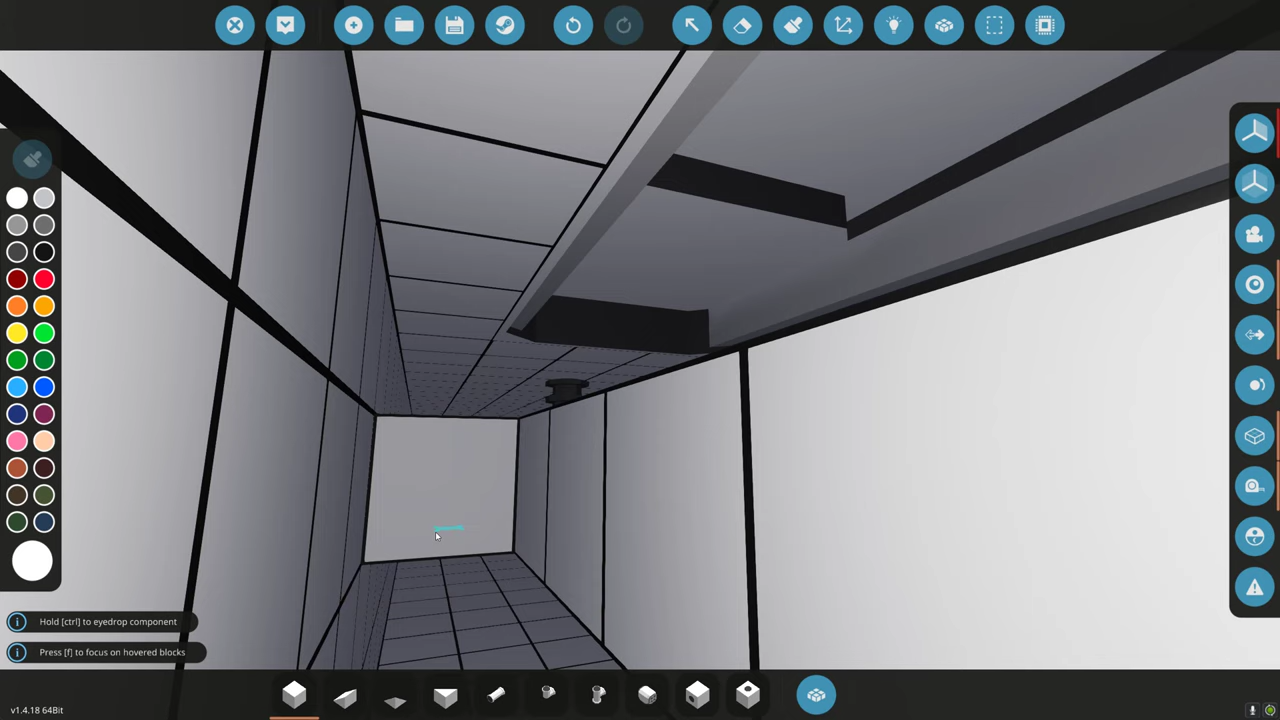 Hold [ctrl] to eyedrop component
Press [f] to focus on hovered blocks
v1.4.18 64Bit